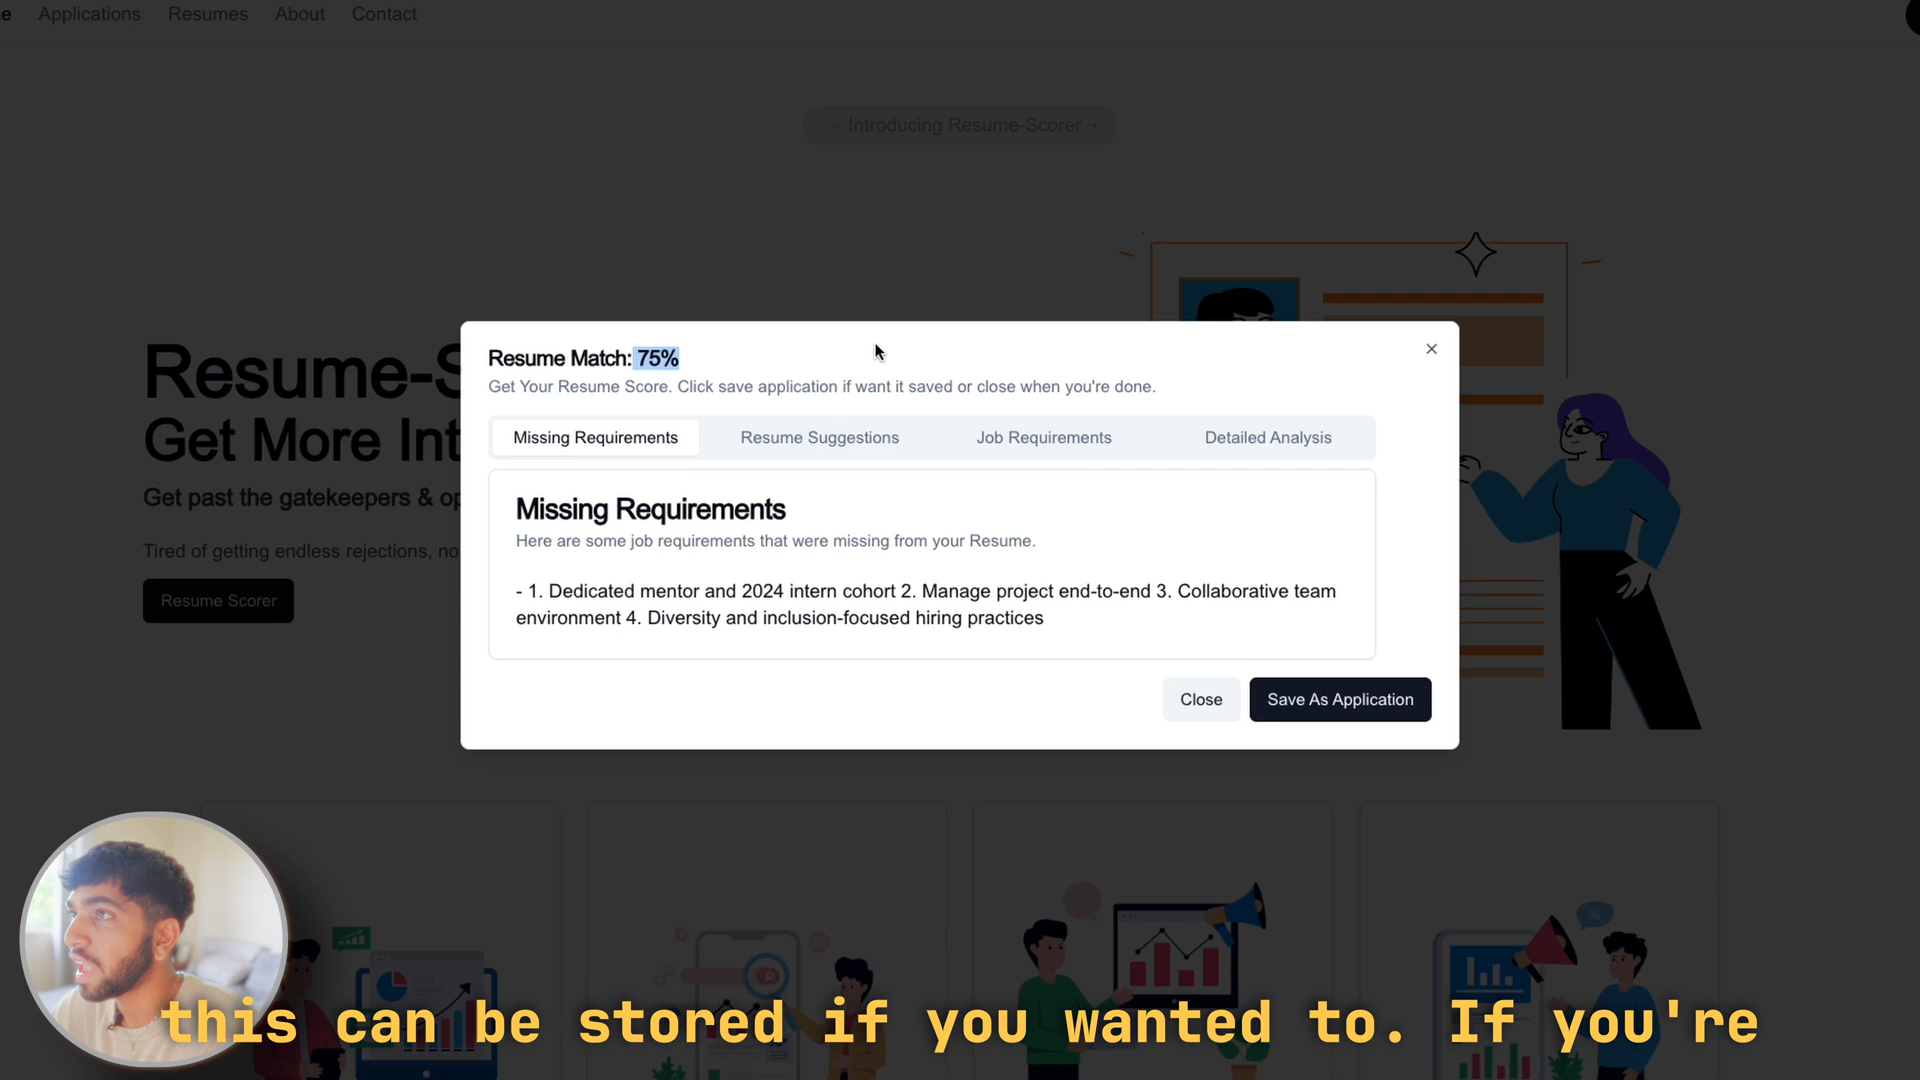 e Applications Resumes About Contact
Introducing Resume-Scorer →
Resume-S
Get More Int
Get past the gatekeepers & op
Tired of getting endless rejections, no
Resume Scorer
Resume Match: 75%
Get Your Resume Score. Click save application if want it saved or close when you're done.
Missing Requirements Resume Suggestions Job Requirements Detailed Analysis
Missing Requirements
Here are some job requirements that were missing from your Resume.
- 1. Dedicated mentor and 2024 intern cohort 2. Manage project end-to-end 3. Collaborative team
environment 4. Diversity and inclusion-focused hiring practices
Close Save As Application
this can be stored if you wanted to. If you're